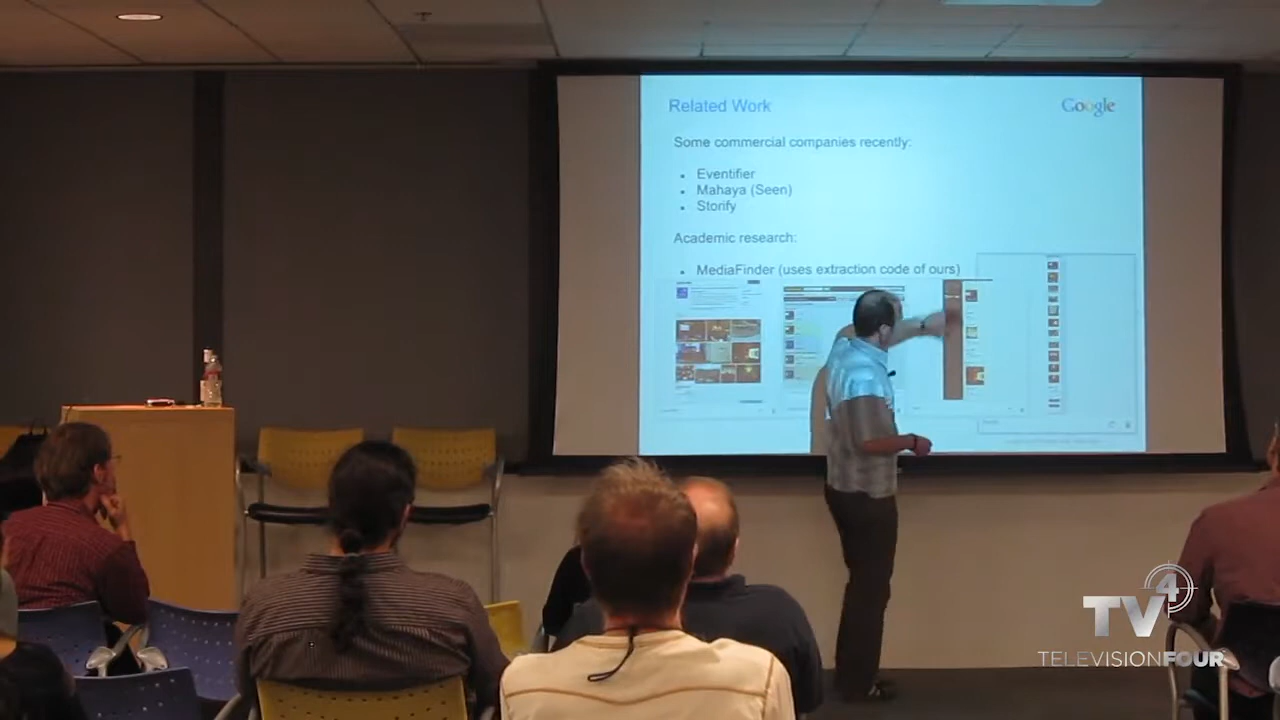 Related Work
Google
Some commercial companies recently:
Eventifier
Mahaya (Seen)
Storify
Academic research:
MediaFinder (uses extraction code of ours)
TV4
TELEVISIONFOUR